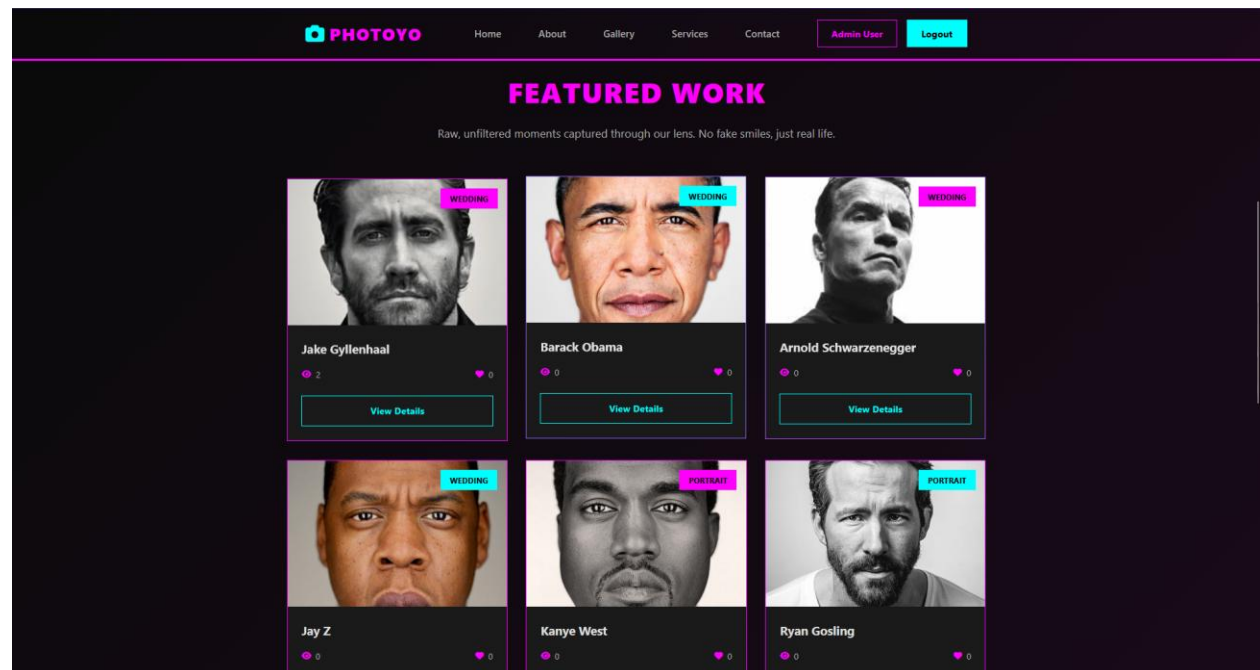 PHOTOYO Home About Gallery Services Contact Admin User Logout
FEATURED WORK
Raw, unfiltered moments captured through our lens. No fake smiles, just real life.
WEDDING
WEDDING
WEDDING
Jake Gyllenhaal
Barack Obama
Arnold Schwarzenegger
2 0
0 0
0 0
View Details
View Details
View Details
WEDDING
PORTRAIT
PORTRAIT
Jay Z
Kanye West
Ryan Gosling
0 0
0 0
0 0